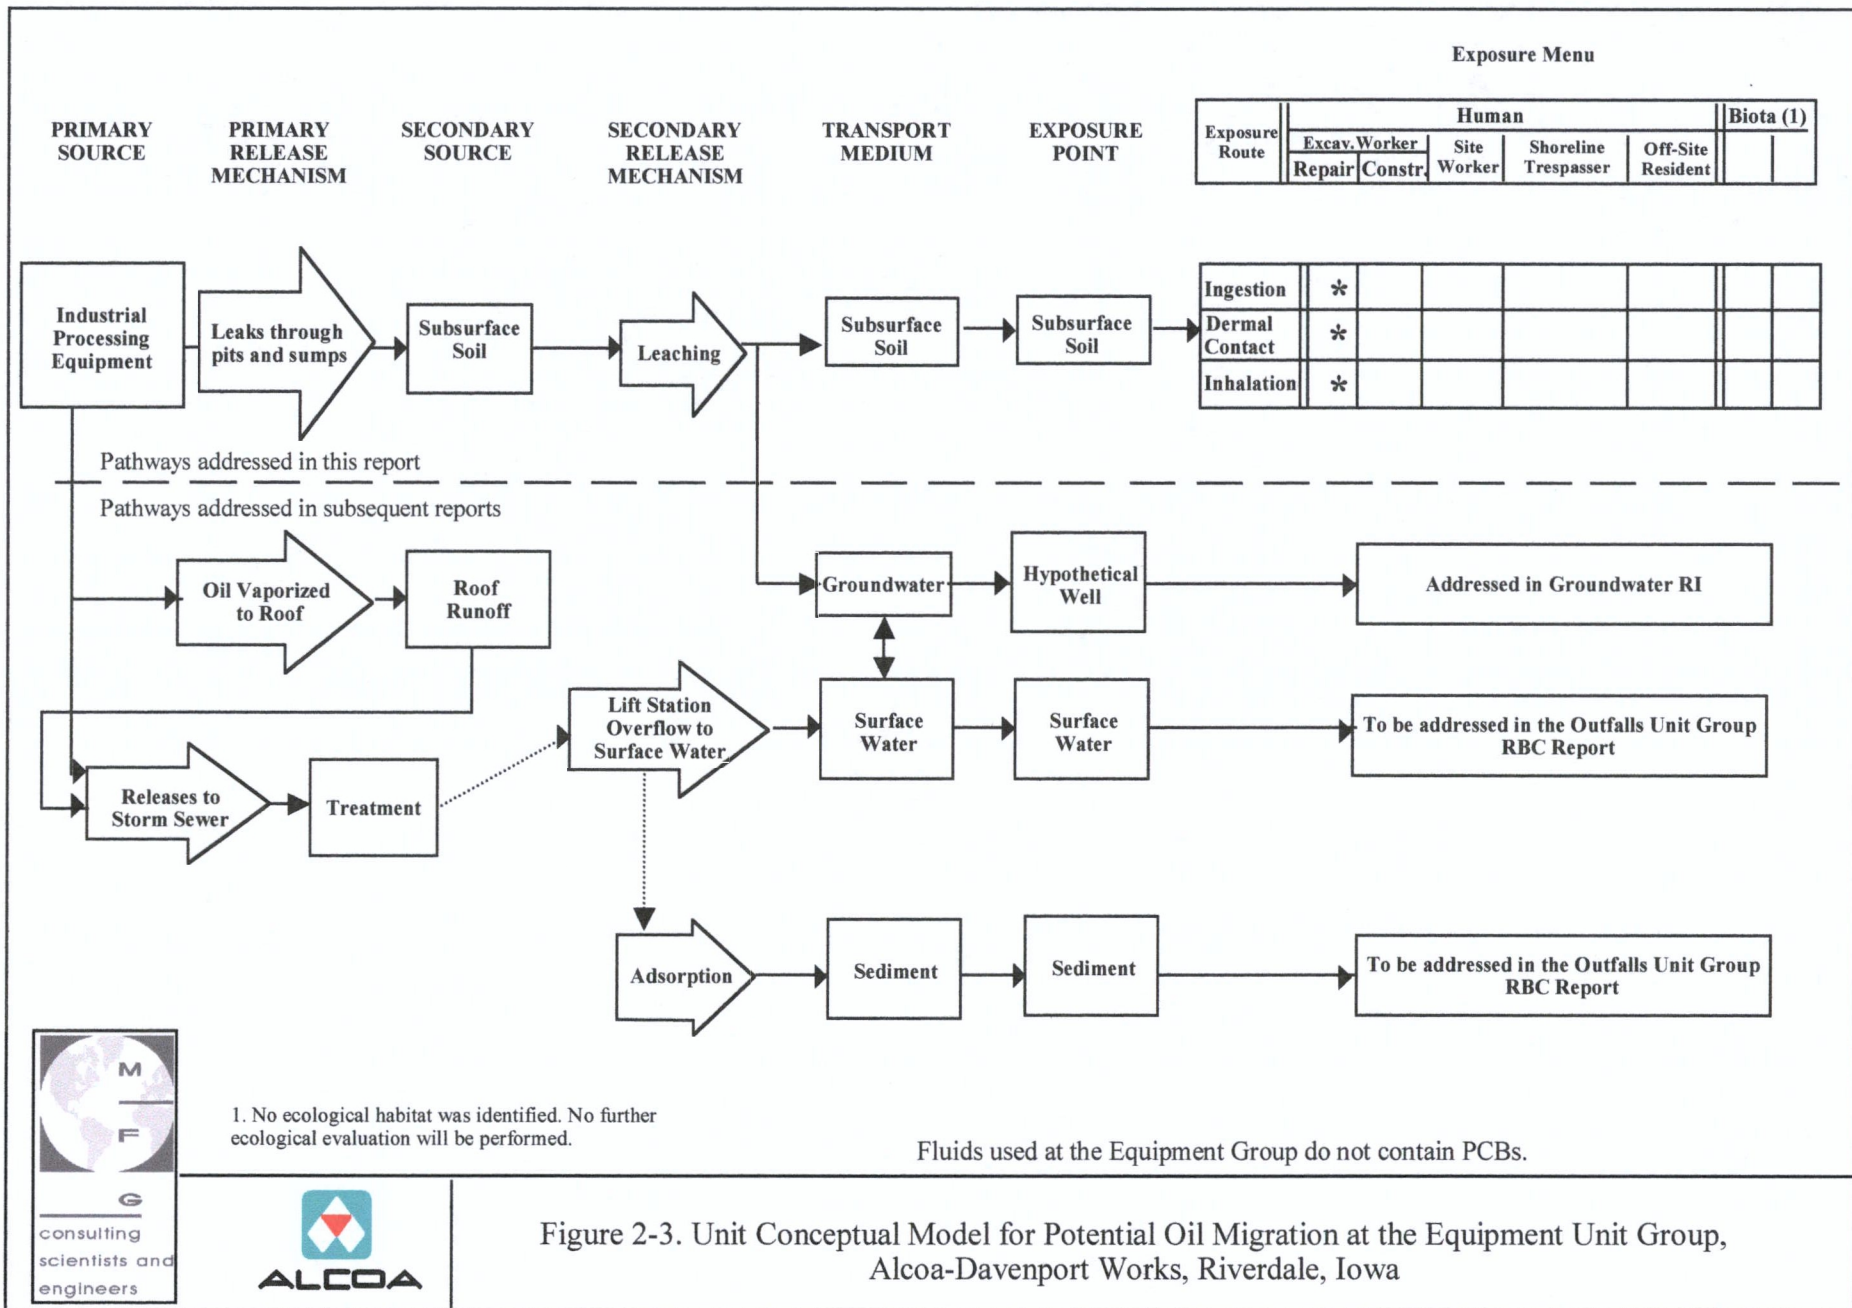 Exposure Menu
PRIMARY
SOURCE
PRIMARY
RELEASE
MECHANISM
SECONDARY
SOURCE
SECONDARY
RELEASE
MECHANISM
TRANSPORT
MEDIUM
EXPOSURE
POINT
Exposure
Route
Human
Biota (1)
Excav.Worker
Repair
Constr.
Site
Worker
Shoreline
Trespasser
Off-Site
Resident
Industrial
Processing
Equipment
Leaks through
pits and sumps
Subsurface
Soil
Leaching
Subsurface
Soil
Subsurface
Soil
Ingestion *
Dermal
Contact *
Inhalation *
Pathways addressed in this report
Pathways addressed in subsequent reports
Oil Vaporized
to Roof
Roof
Runoff
Groundwater
Hypothetical
Well
Addressed in Groundwater RI
Lift Station
Overflow to
Surface Water
Surface
Water
Surface
Water
To be addressed in the Outfalls Unit Group
RBC Report
Releases to
Storm Sewer
Treatment
Adsorption
Sediment
Sediment
To be addressed in the Outfalls Unit Group
RBC Report
M
F
G
consulting
scientists and
engineers
1. No ecological habitat was identified. No further
ecological evaluation will be performed.
Fluids used at the Equipment Group do not contain PCBs.
ALCOA
Figure 2-3. Unit Conceptual Model for Potential Oil Migration at the Equipment Unit Group,
Alcoa-Davenport Works, Riverdale, Iowa